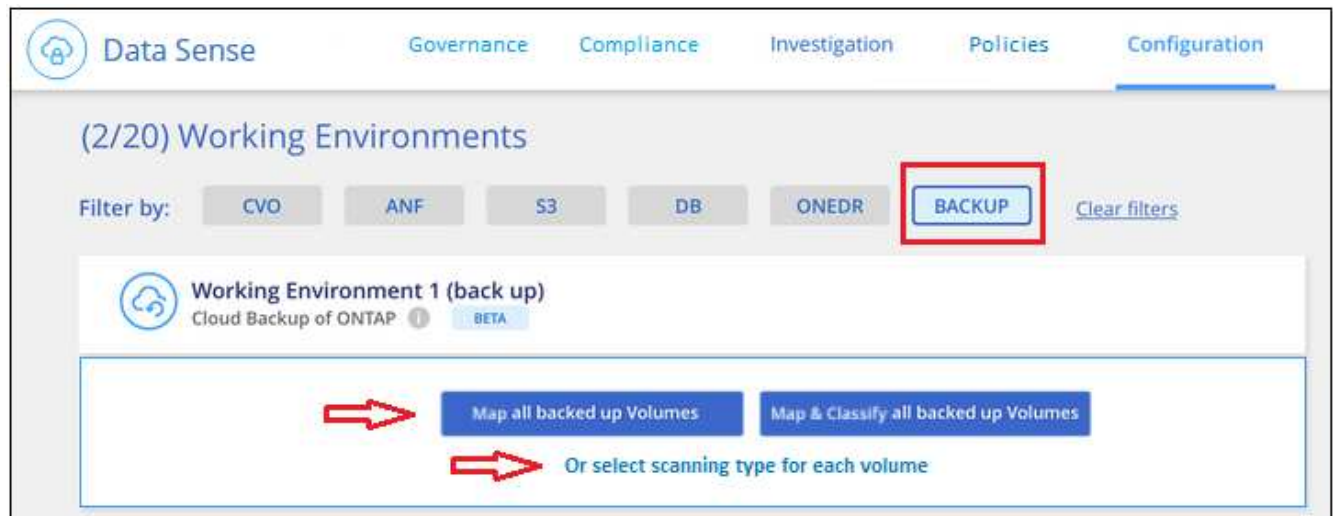 Data Sense Governance Compliance Investigation Policies Configuration
(2/20) Working Environments
Filter by: CVO ANF S3 DB ONEDR BACKUP Clear filters
Working Environment 1 (back up)
Cloud Backup of ONTAP i BETA
Map all backed up Volumes Map & Classify all backed up Volumes
Or select scanning type for each volume